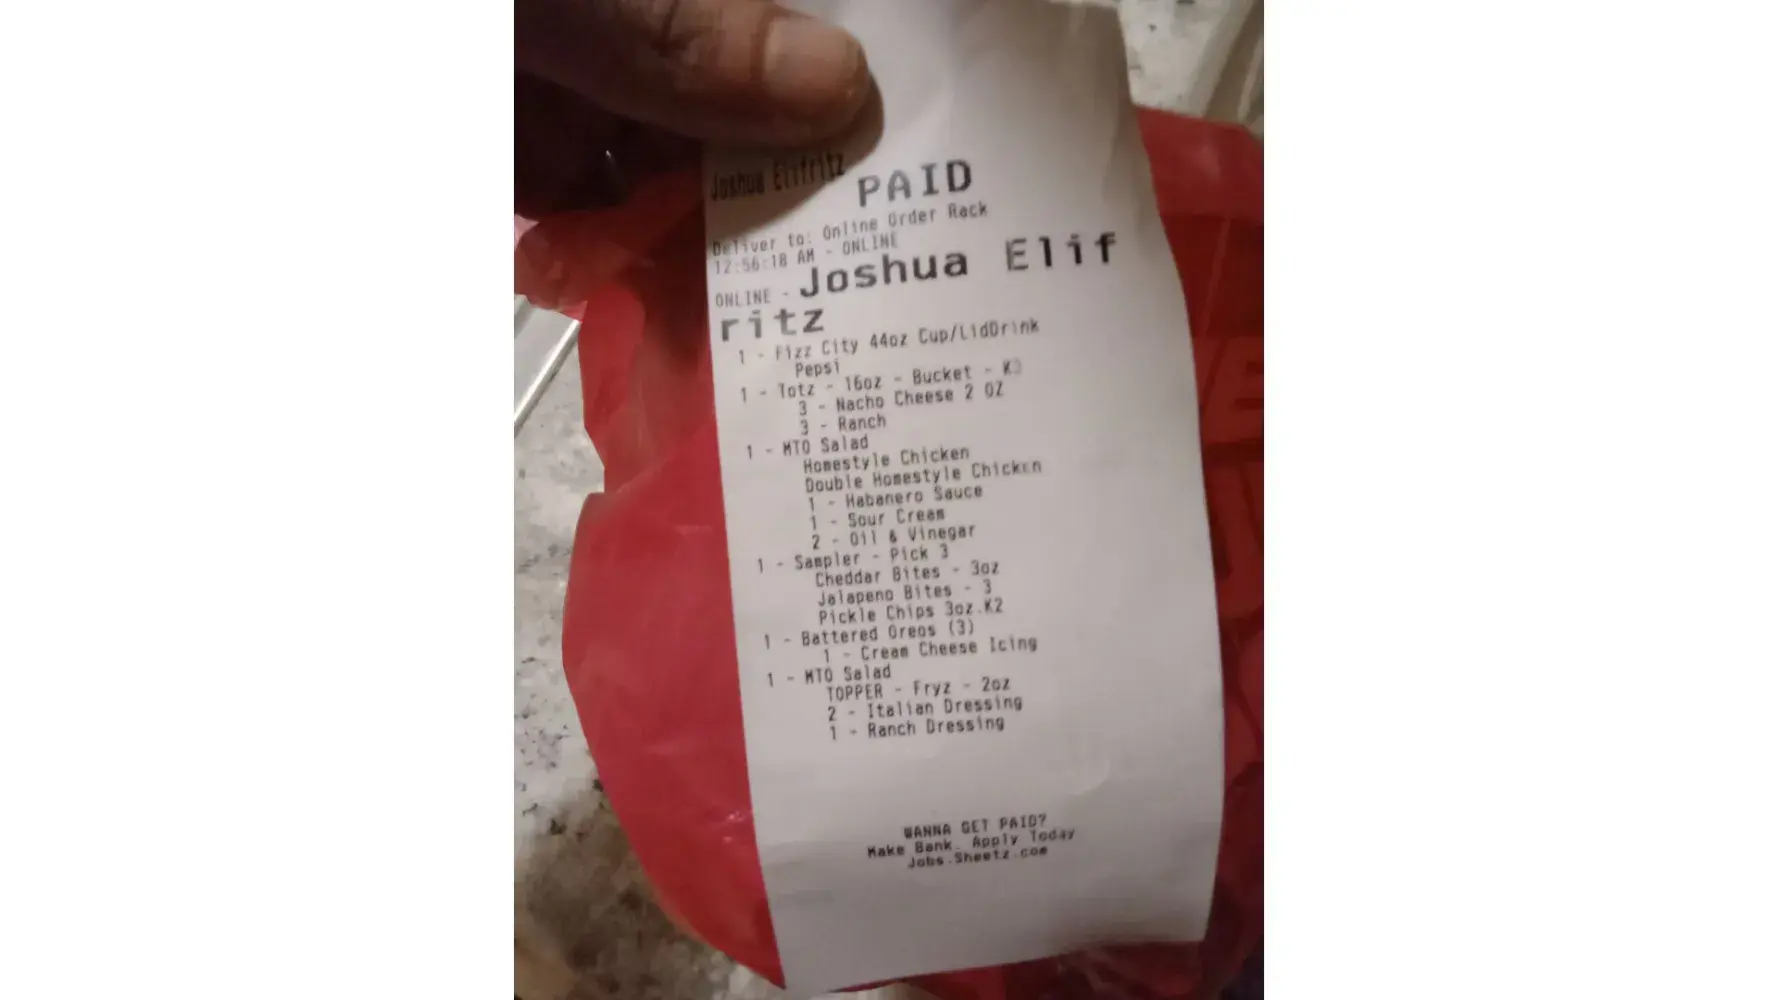 Joshua Elifritz
PAID
Deliver to: Online Order Rack
12:56:18 AM - ONLINE
ONLINE - Joshua Elif
ritz
1 - Fizz City 44oz Cup/LidDrink
Pepsi
1 - Totz - 16oz - Bucket - K3
3 - Nacho Cheese 2 OZ
3 - Ranch
1 - MTO Salad
Homestyle Chicken
Double Homestyle Chicken
1 - Habanero Sauce
1 - Sour Cream
2 - Oil & Vinegar
1 - Sampler - Pick 3
Cheddar Bites - 3oz
Jalapeno Bites - 3
Pickle Chips 3oz.K2
1 - Battered Oreos (3)
1 - Cream Cheese Icing
1 - MTO Salad
TOPPER - Fryz - 2oz
2 - Italian Dressing
1 - Ranch Dressing
WANNA GET PAID?
Make Bank. Apply Today
Jobs.Sheetz.com